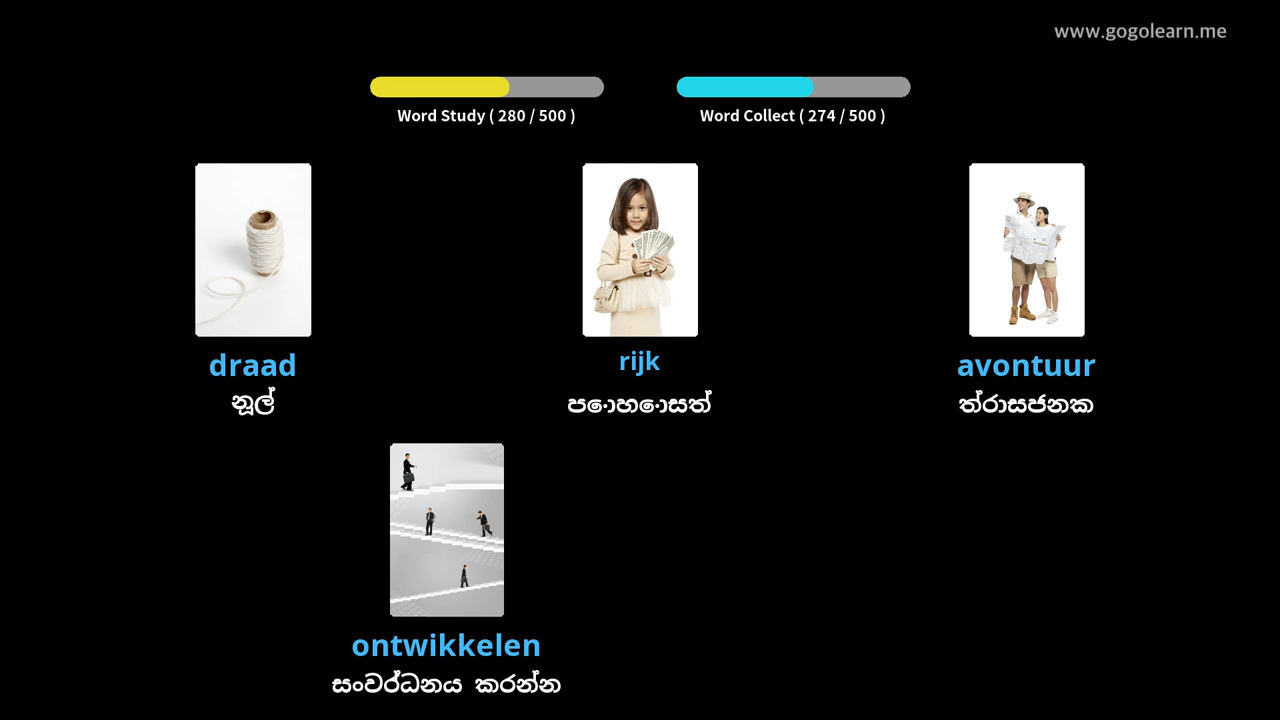 www.gogolearn.me
Word Study ( 280 / 500 )
Word Collect ( 274 / 500 )
draad
නූල්
rijk
පොහොසත්
avontuur
ත්රාසජනක
ontwikkelen
සංවර්ධනය කරන්න